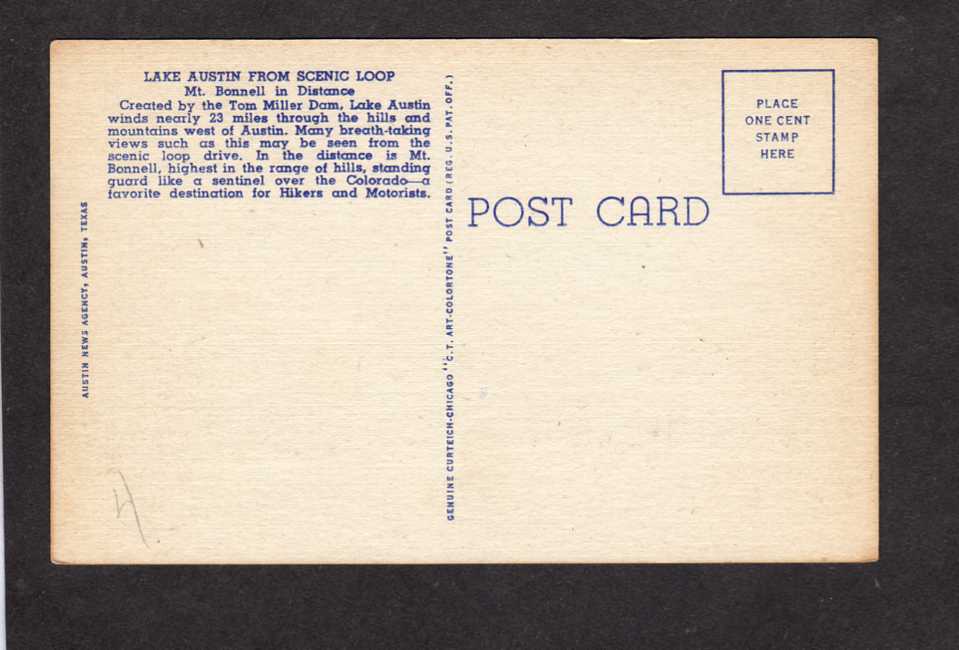 LAKE AUSTIN FROM SCENIC LOOP
Mt. Bonnell in Distance
Created by the Tom Miller Dam, Lake Austin
winds nearly 23 miles through the hills and
mountains west of Austin. Many breath-taking
views such as this may be seen from the
scenic loop drive. In the distance is Mt.
Bonnell, highest in the range of hills, standing
guard like a sentinel over the Colorado—a
favorite destination for Hikers and Motorists.
AUSTIN NEWS AGENCY, AUSTIN, TEXAS
4
GENUINE CURTEICH-CHICAGO "C.T. ART-COLORTONE" POST CARD (REG. U.S. PAT. OFF.)
POST CARD
PLACE
ONE CENT
STAMP
HERE